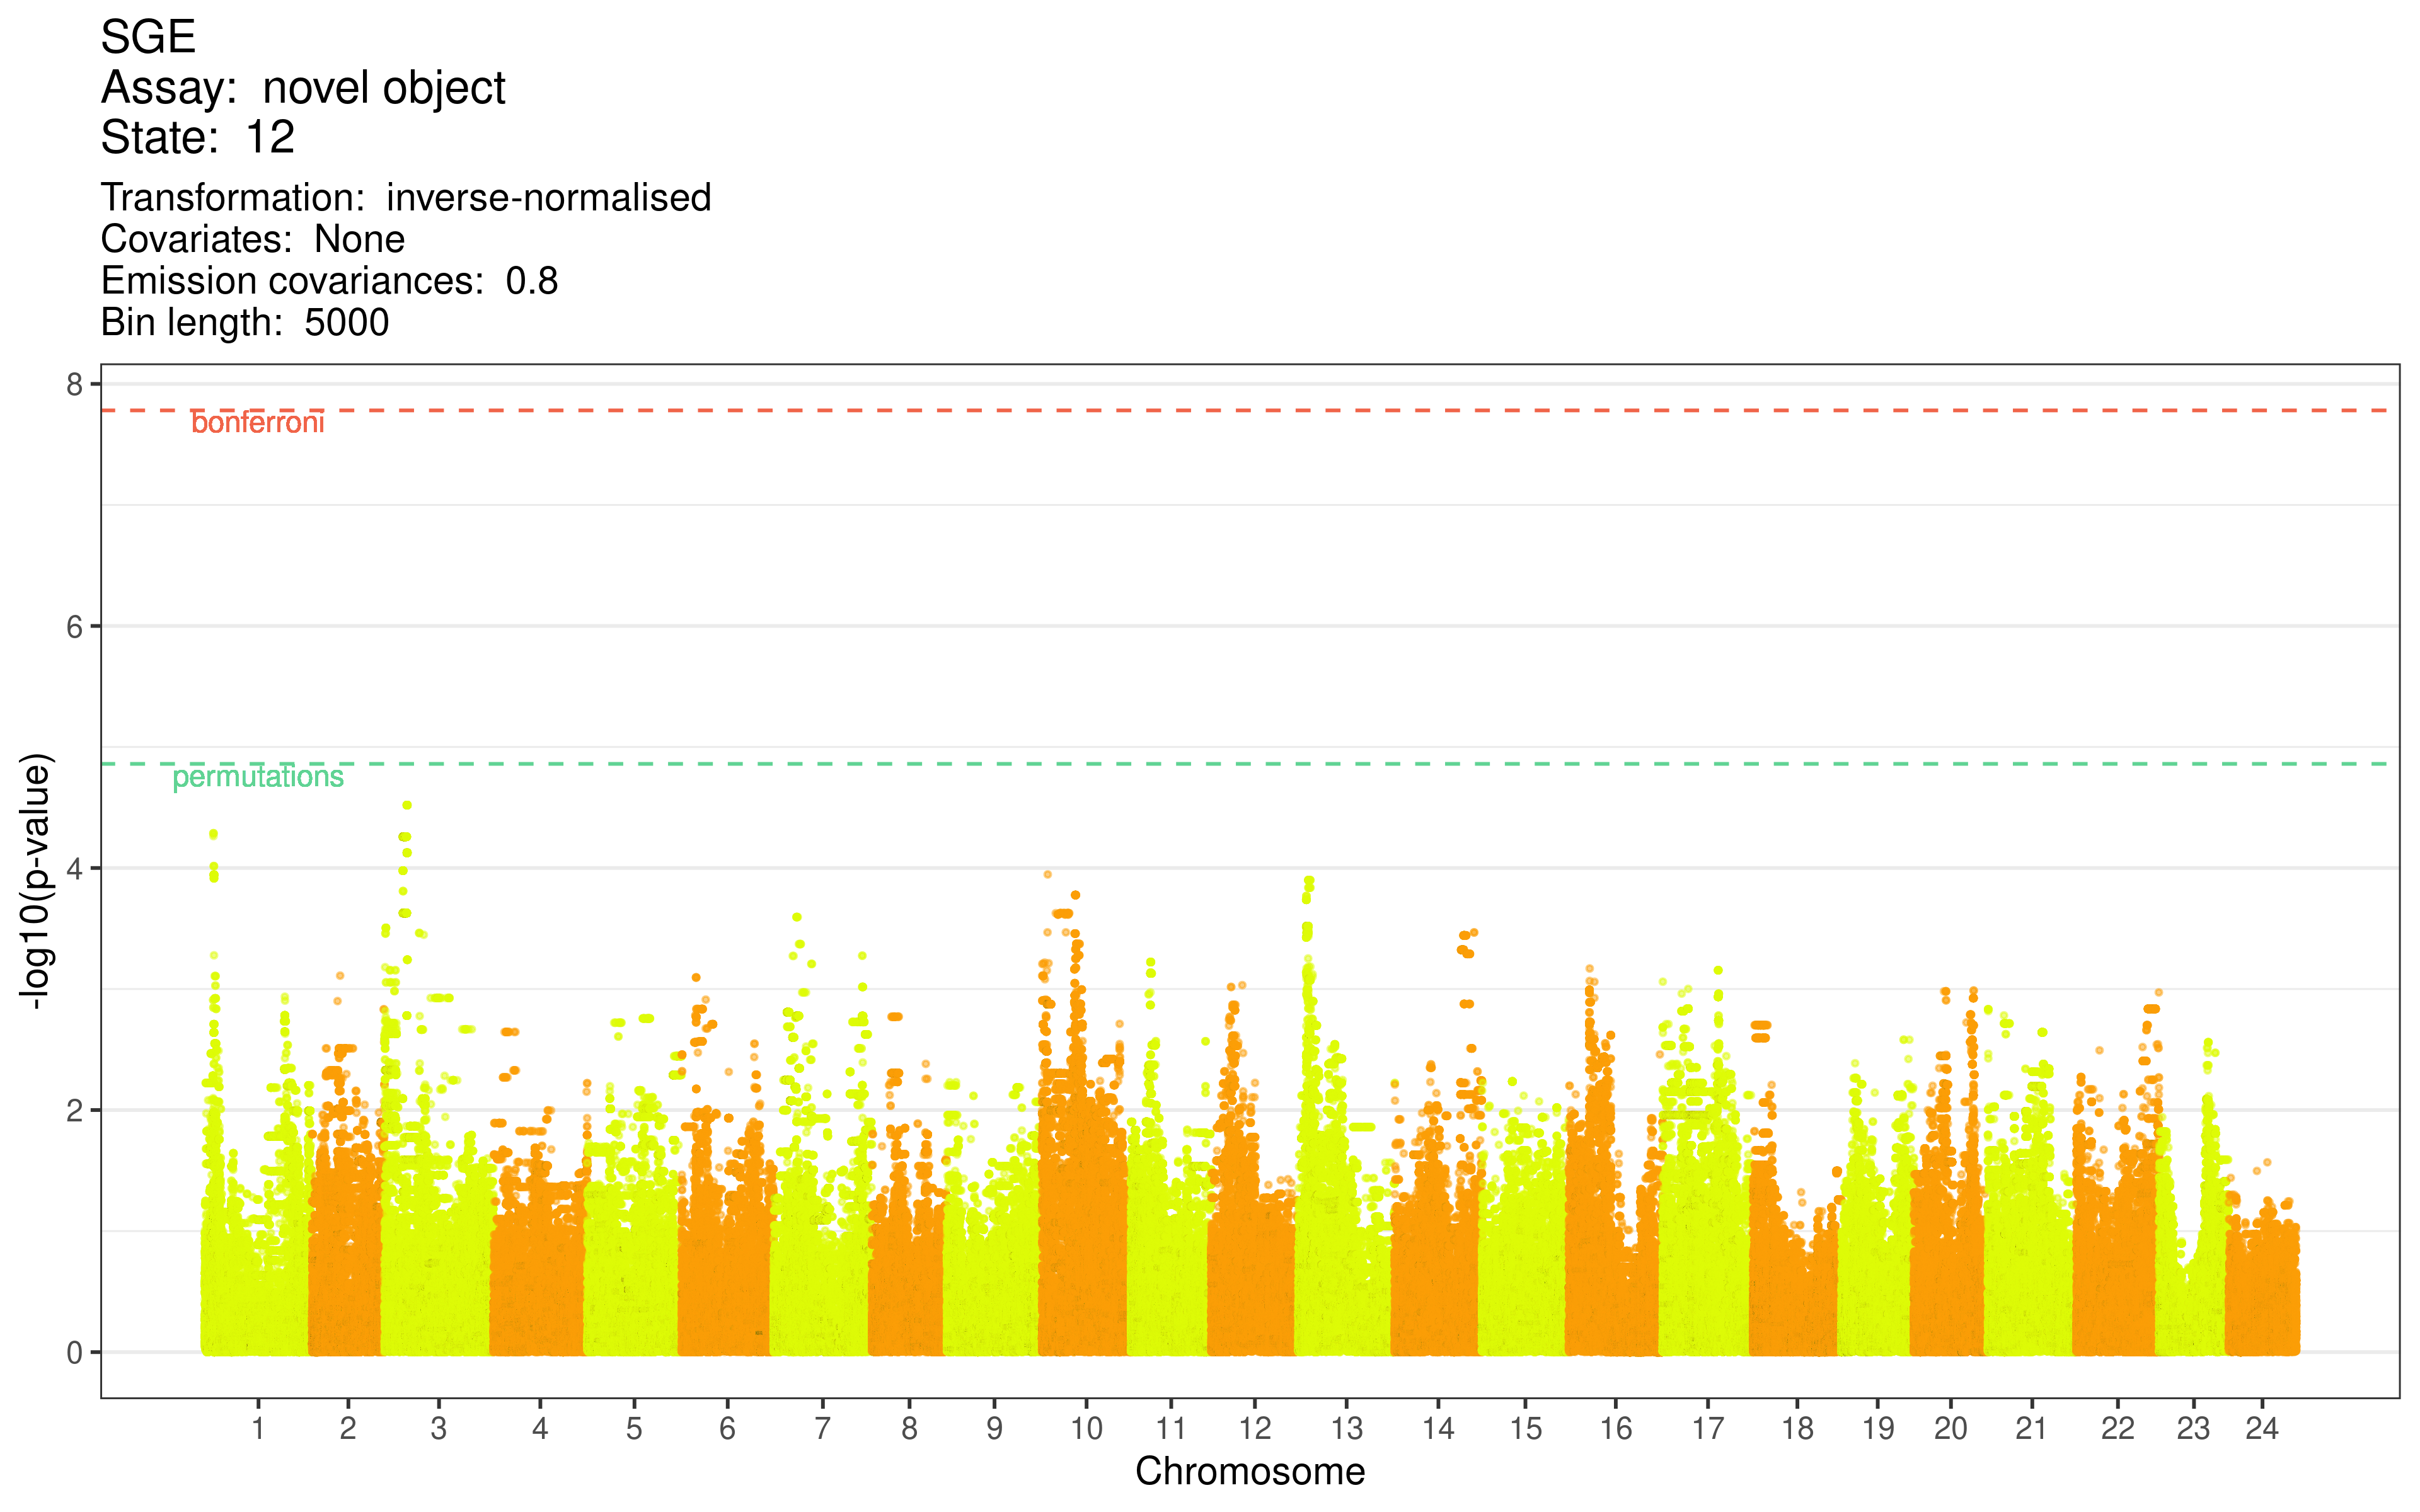 SGE
Assay:  novel object
State:  12
Transformation:  inverse-normalised
Covariates:  None
Emission covariances:  0.8
Bin length:  5000
8
bonferroni
6
permutations
4
2
0
-log10(p-value)
1 2 3 4 5 6 7 8 9 10 11 12 13 14 15 16 17 18 19 20 21 22 23 24
Chromosome